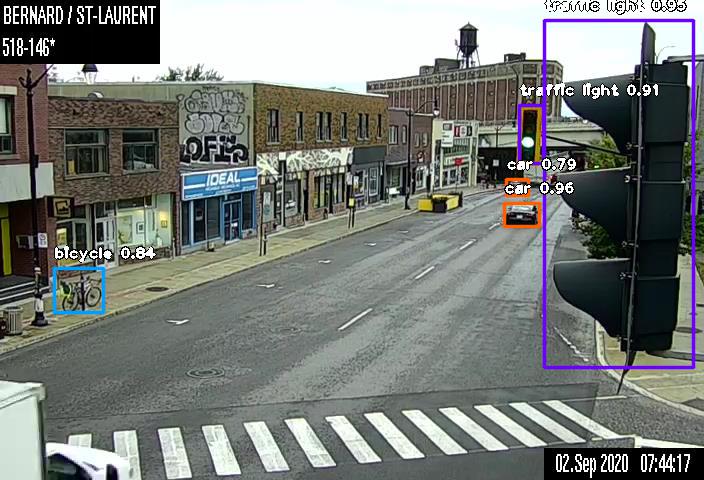 BERNARD / ST-LAURENT
518-146*
traffic light 0.95
traffic light 0.91
car 0.79
car 0.96
IDEAL
bicycle 0.84
02.Sep 2020 07:44:17